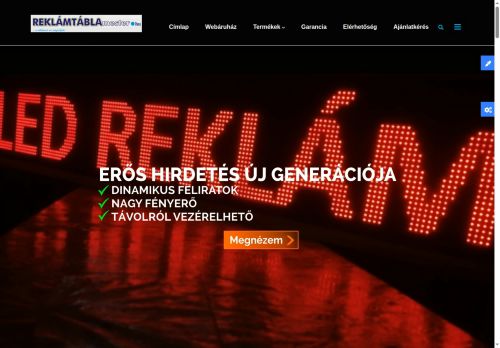 REKLÁMTÁBLAmester.hu
Címlap
Webáruház
Termékek
Garancia
Elérhetőség
Ajánlatkérés
LED REKLÁM
ERŐS HIRDETÉS ÚJ GENERÁCIÓJA
DINAMIKUS FELIRATOK
NAGY FÉNYERŐ
TÁVOLRÓL VEZÉRELHETŐ
Megnézem